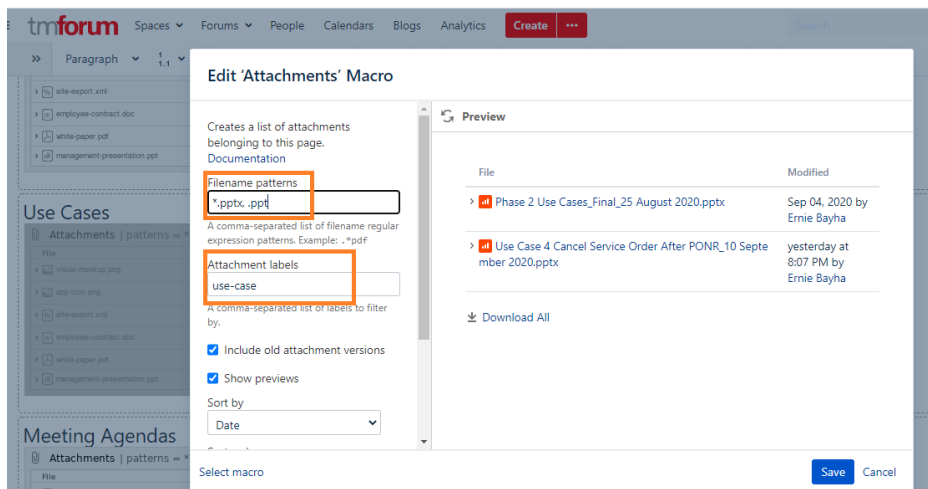 tmforum Spaces Forums People Calendars Blogs Analytics Create ••• Search
» Paragraph 1 1.1
Edit 'Attachments' Macro
site-export.xml
employee-contract.doc
white-paper.pdf
management-presentation.ppt
Creates a list of attachments
belonging to this page.
Documentation
Filename patterns
*.pptx, .ppt
A comma-separated list of filename regular
expression patterns. Example: .*pdf
Attachment labels
use-case
A comma-separated list of labels to filter
by.
Include old attachment versions
Show previews
Sort by
Date
Preview
File Modified
Phase 2 Use Cases_Final_25 August 2020.pptx Sep 04, 2020 by
Ernie Bayha
Use Case 4 Cancel Service Order After PONR_10 Septe
mber 2020.pptx
yesterday at
8:07 PM by
Ernie Bayha
Download All
Use Cases
Attachments | patterns = *
File
visual-mockup.png
app-icon.png
site-export.xml
employee-contract.doc
white-paper.pdf
management-presentation.ppt
Meeting Agendas
Attachments | patterns = *
File
Select macro
Save Cancel